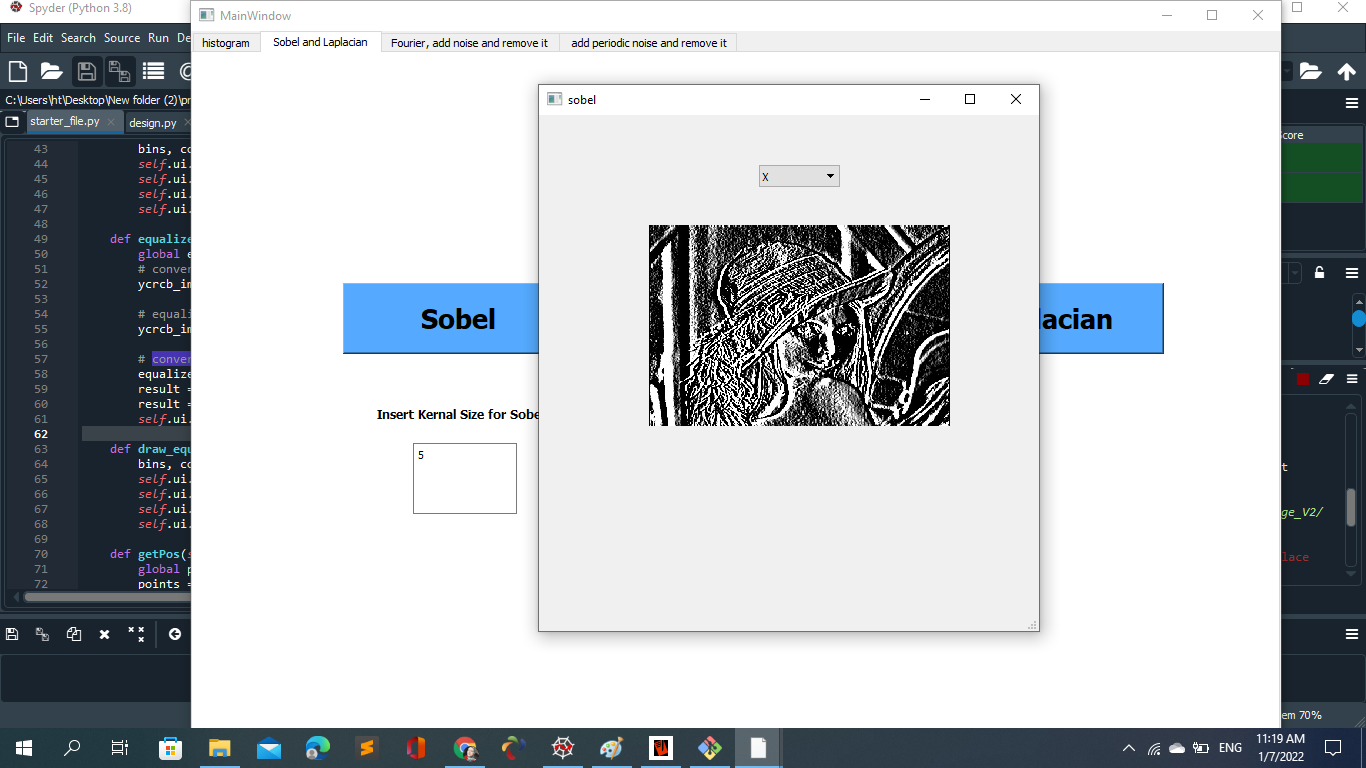 Spyder (Python 3.8)
MainWindow
File Edit Search Source Run De
histogram
Sobel and Laplacian
Fourier, add noise and remove it
add periodic noise and remove it
C:\Users\ht\Desktop\New folder (2)\pr
sobel
starter_file.py
design.py
core
43 bins, co
44 self.ui.
45 self.ui.
46 self.ui.
47 self.ui.
48
49 def equalize
50 global e
51 # conver
52 ycrcb_im
53
54 # equali
55 ycrcb_im
56
57 # conver
58 equalize
59 result =
60 result =
61 self.ui.
62
63 def draw_equ
64 bins, co
65 self.ui.
66 self.ui.
67 self.ui.
68 self.ui.
69
70 def getPos(s
71 global p
72 points =
X
Sobel
lacian
Insert Kernal Size for Sobe
5
t
ge_V2/
lace
em 70%
ENG
11:19 AM
1/7/2022